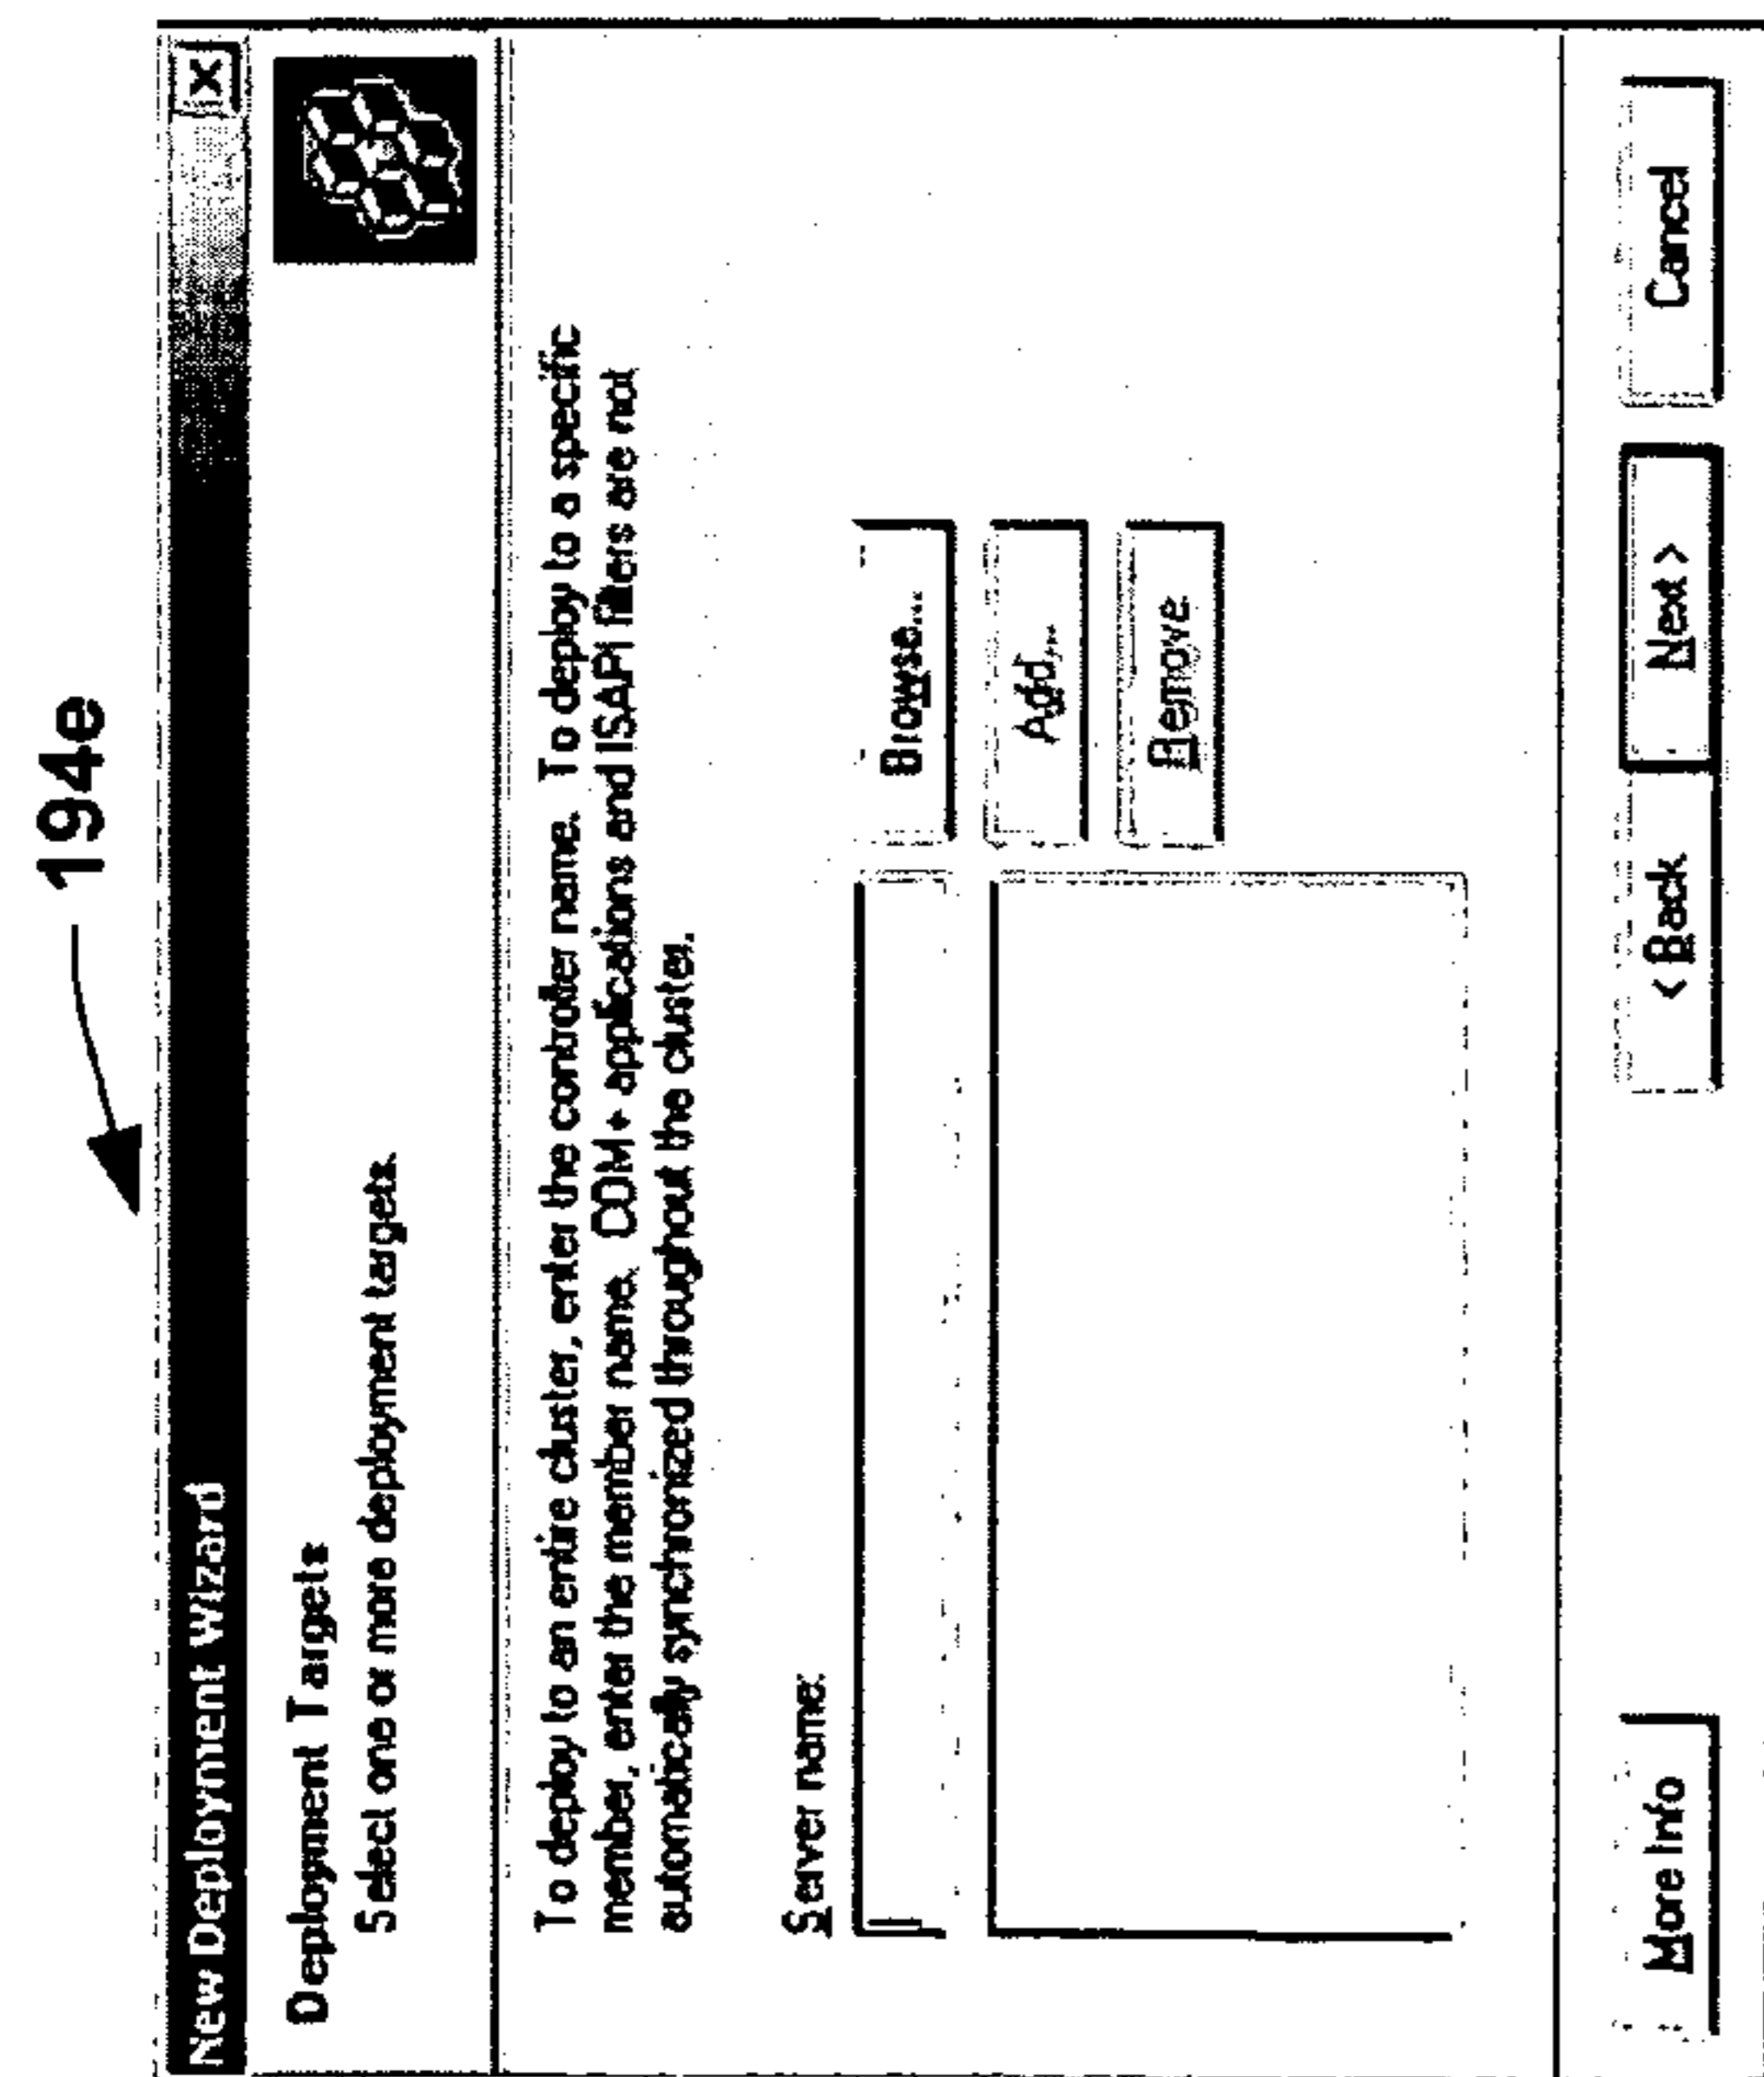 194e
New Deployment Wizard
Deployment Targets
Select one or more deployment targets.
To deploy to an entire cluster, enter the controller name. To deploy to a specific
member, enter the member name. COM+ applications and ISAPI filters are not
automatically synchronized throughout the cluster.
Server name:
Browse...
Add...
Remove
More Info
< Back
Next >
Cancel